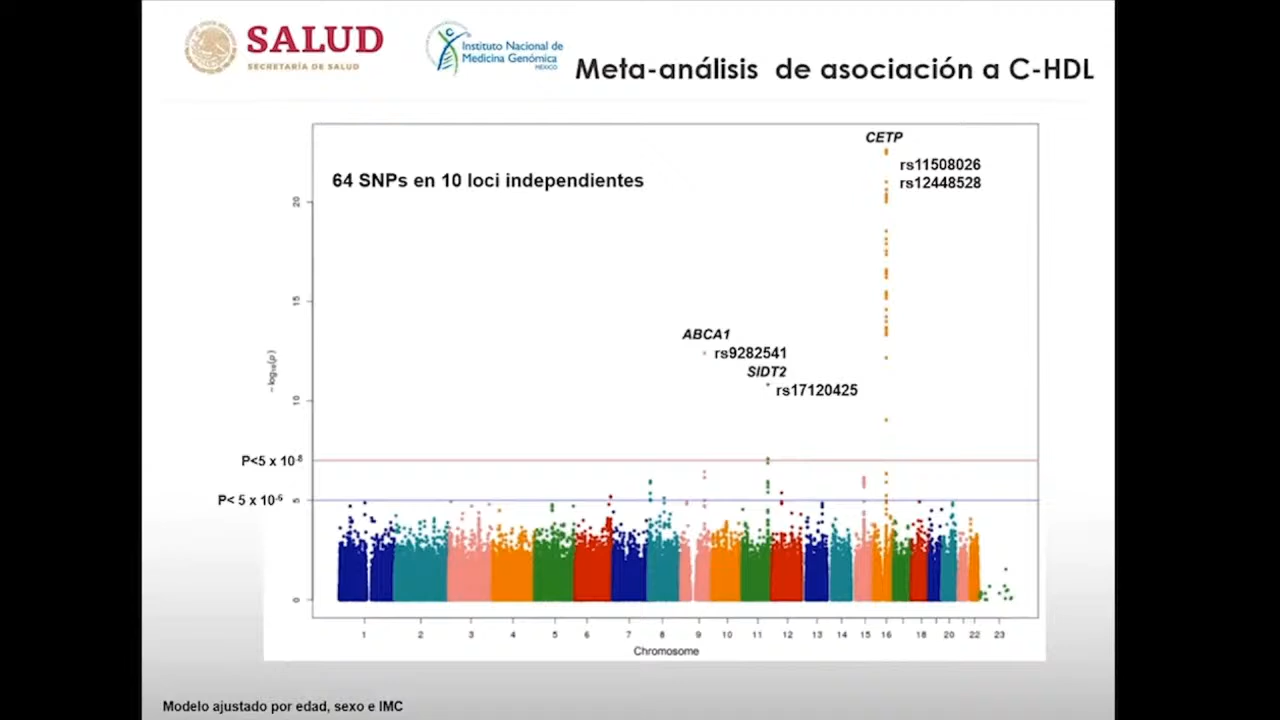 SALUD
SECRETARÍA DE SALUD
Instituto Nacional de
Medicina Genómica
MÉXICO
Meta-análisis de asociación a C-HDL
CETP
rs11508026
rs12448528
64 SNPs en 10 loci independientes
20
15
ABCA1
rs9282541
SIDT2
rs17120425
-log₁₀(p)
10
P<5 x 10⁻⁸
P< 5 x 10⁻⁶
5
0
1 2 3 4 5 6 7 8 9 10 11 12 13 14 15 16 18 20 22 23
Chromosome
Modelo ajustado por edad, sexo e IMC